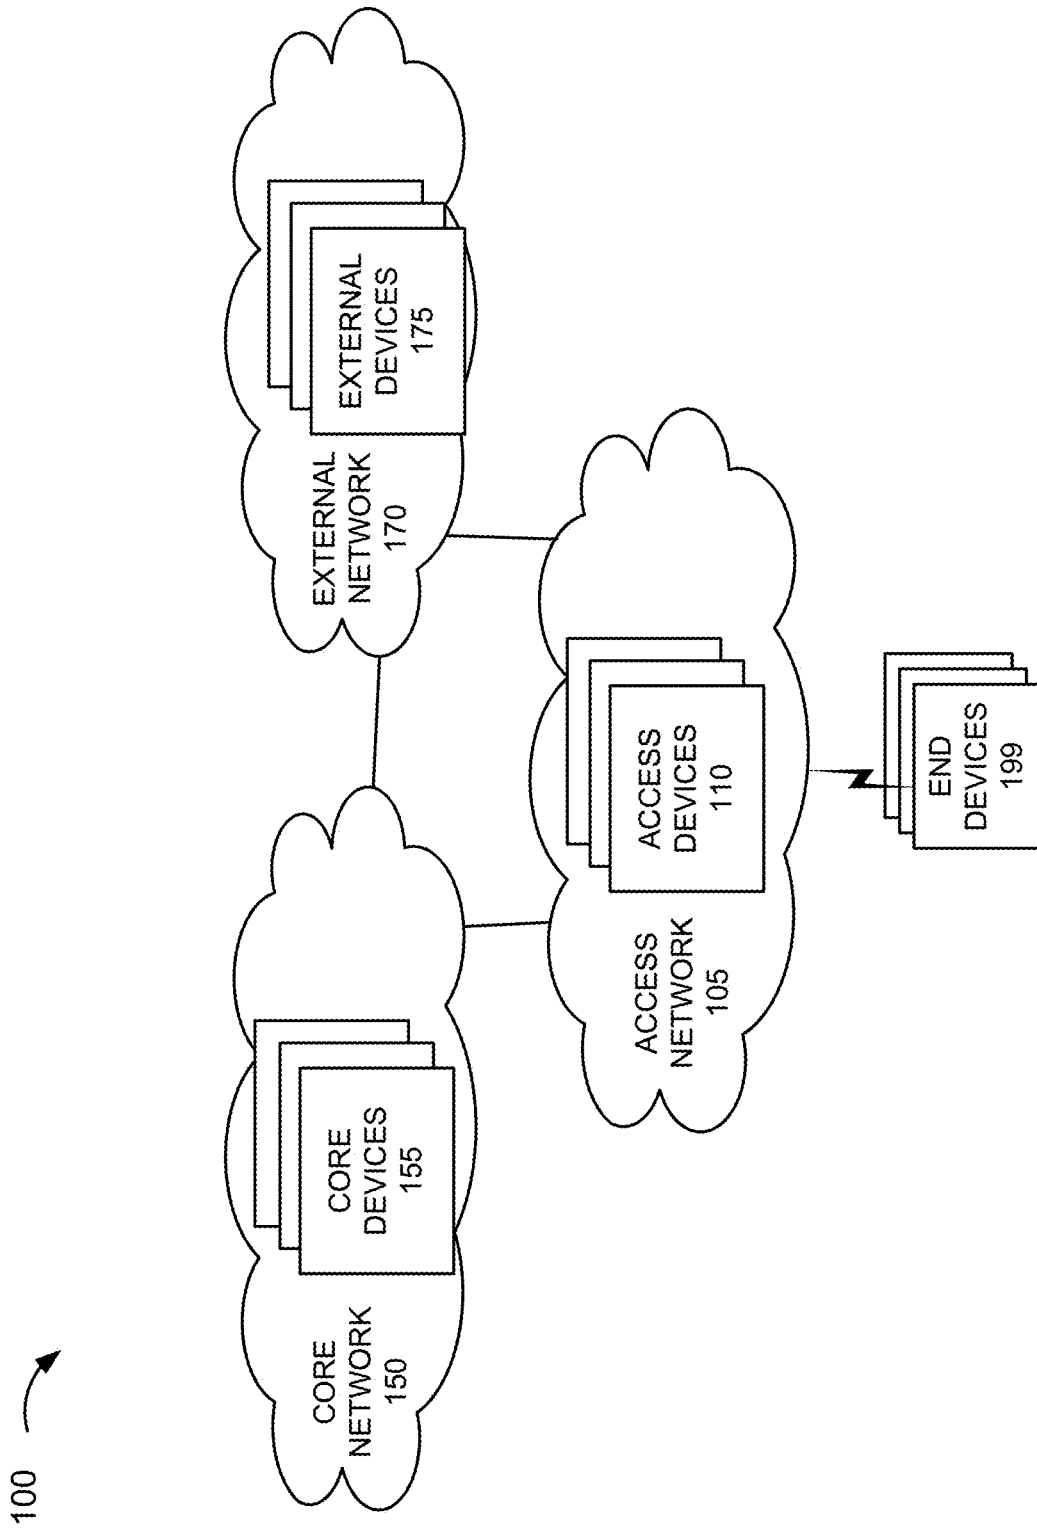 100
CORE
NETWORK
150
CORE
DEVICES
155
EXTERNAL
NETWORK
170
EXTERNAL
DEVICES
175
ACCESS
NETWORK
105
ACCESS
DEVICES
110
END
DEVICES
199